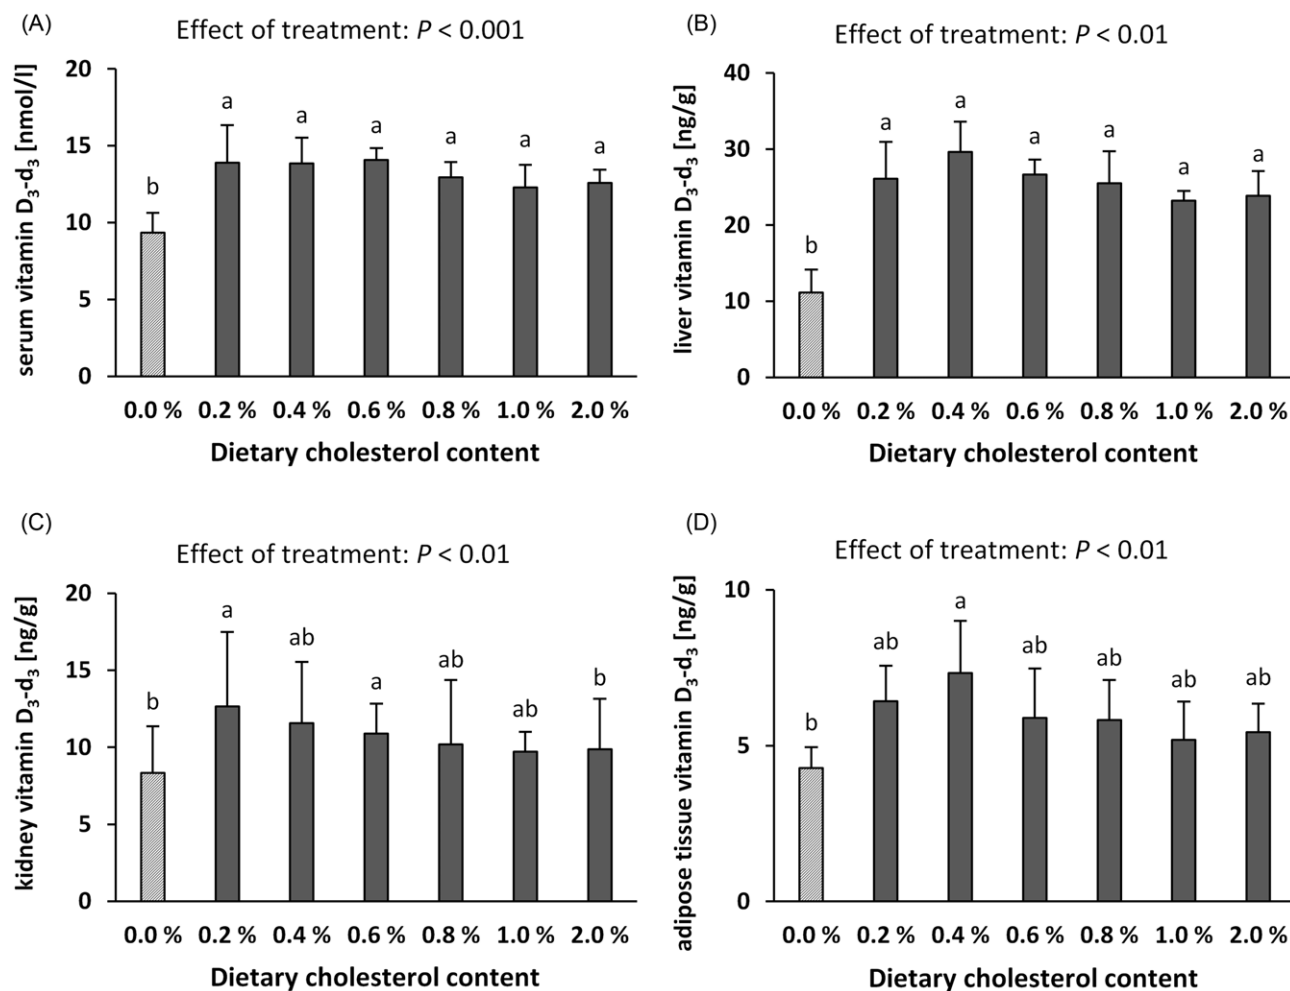 (A)
Effect of treatment: P < 0.001
serum vitamin D₃-d₃ [nmol/l]
20
15
10
5
0
b
a
a
a
a
a
a
0.0 % 0.2 % 0.4 % 0.6 % 0.8 % 1.0 % 2.0 %
Dietary cholesterol content
(B)
Effect of treatment: P < 0.01
liver vitamin D₃-d₃ [ng/g]
40
30
20
10
0
b
a
a
a
a
a
a
0.0 % 0.2 % 0.4 % 0.6 % 0.8 % 1.0 % 2.0 %
Dietary cholesterol content
(C)
Effect of treatment: P < 0.01
kidney vitamin D₃-d₃ [ng/g]
20
15
10
5
0
b
a
ab
a
ab
ab
b
0.0 % 0.2 % 0.4 % 0.6 % 0.8 % 1.0 % 2.0 %
Dietary cholesterol content
(D)
Effect of treatment: P < 0.01
adipose tissue vitamin D₃-d₃ [ng/g]
10
5
0
b
ab
a
ab
ab
ab
ab
0.0 % 0.2 % 0.4 % 0.6 % 0.8 % 1.0 % 2.0 %
Dietary cholesterol content